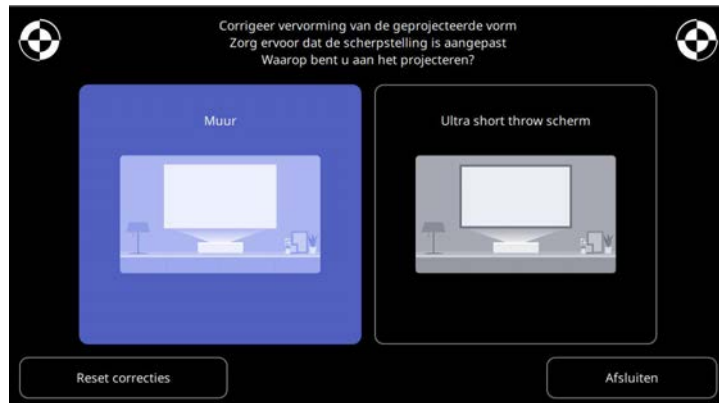 Corrigeer vervorming van de geprojecteerde vorm
Zorg ervoor dat de scherpstelling is aangepast
Waarop bent u aan het projecteren?
Muur
Ultra short throw scherm
Reset correcties
Afsluiten